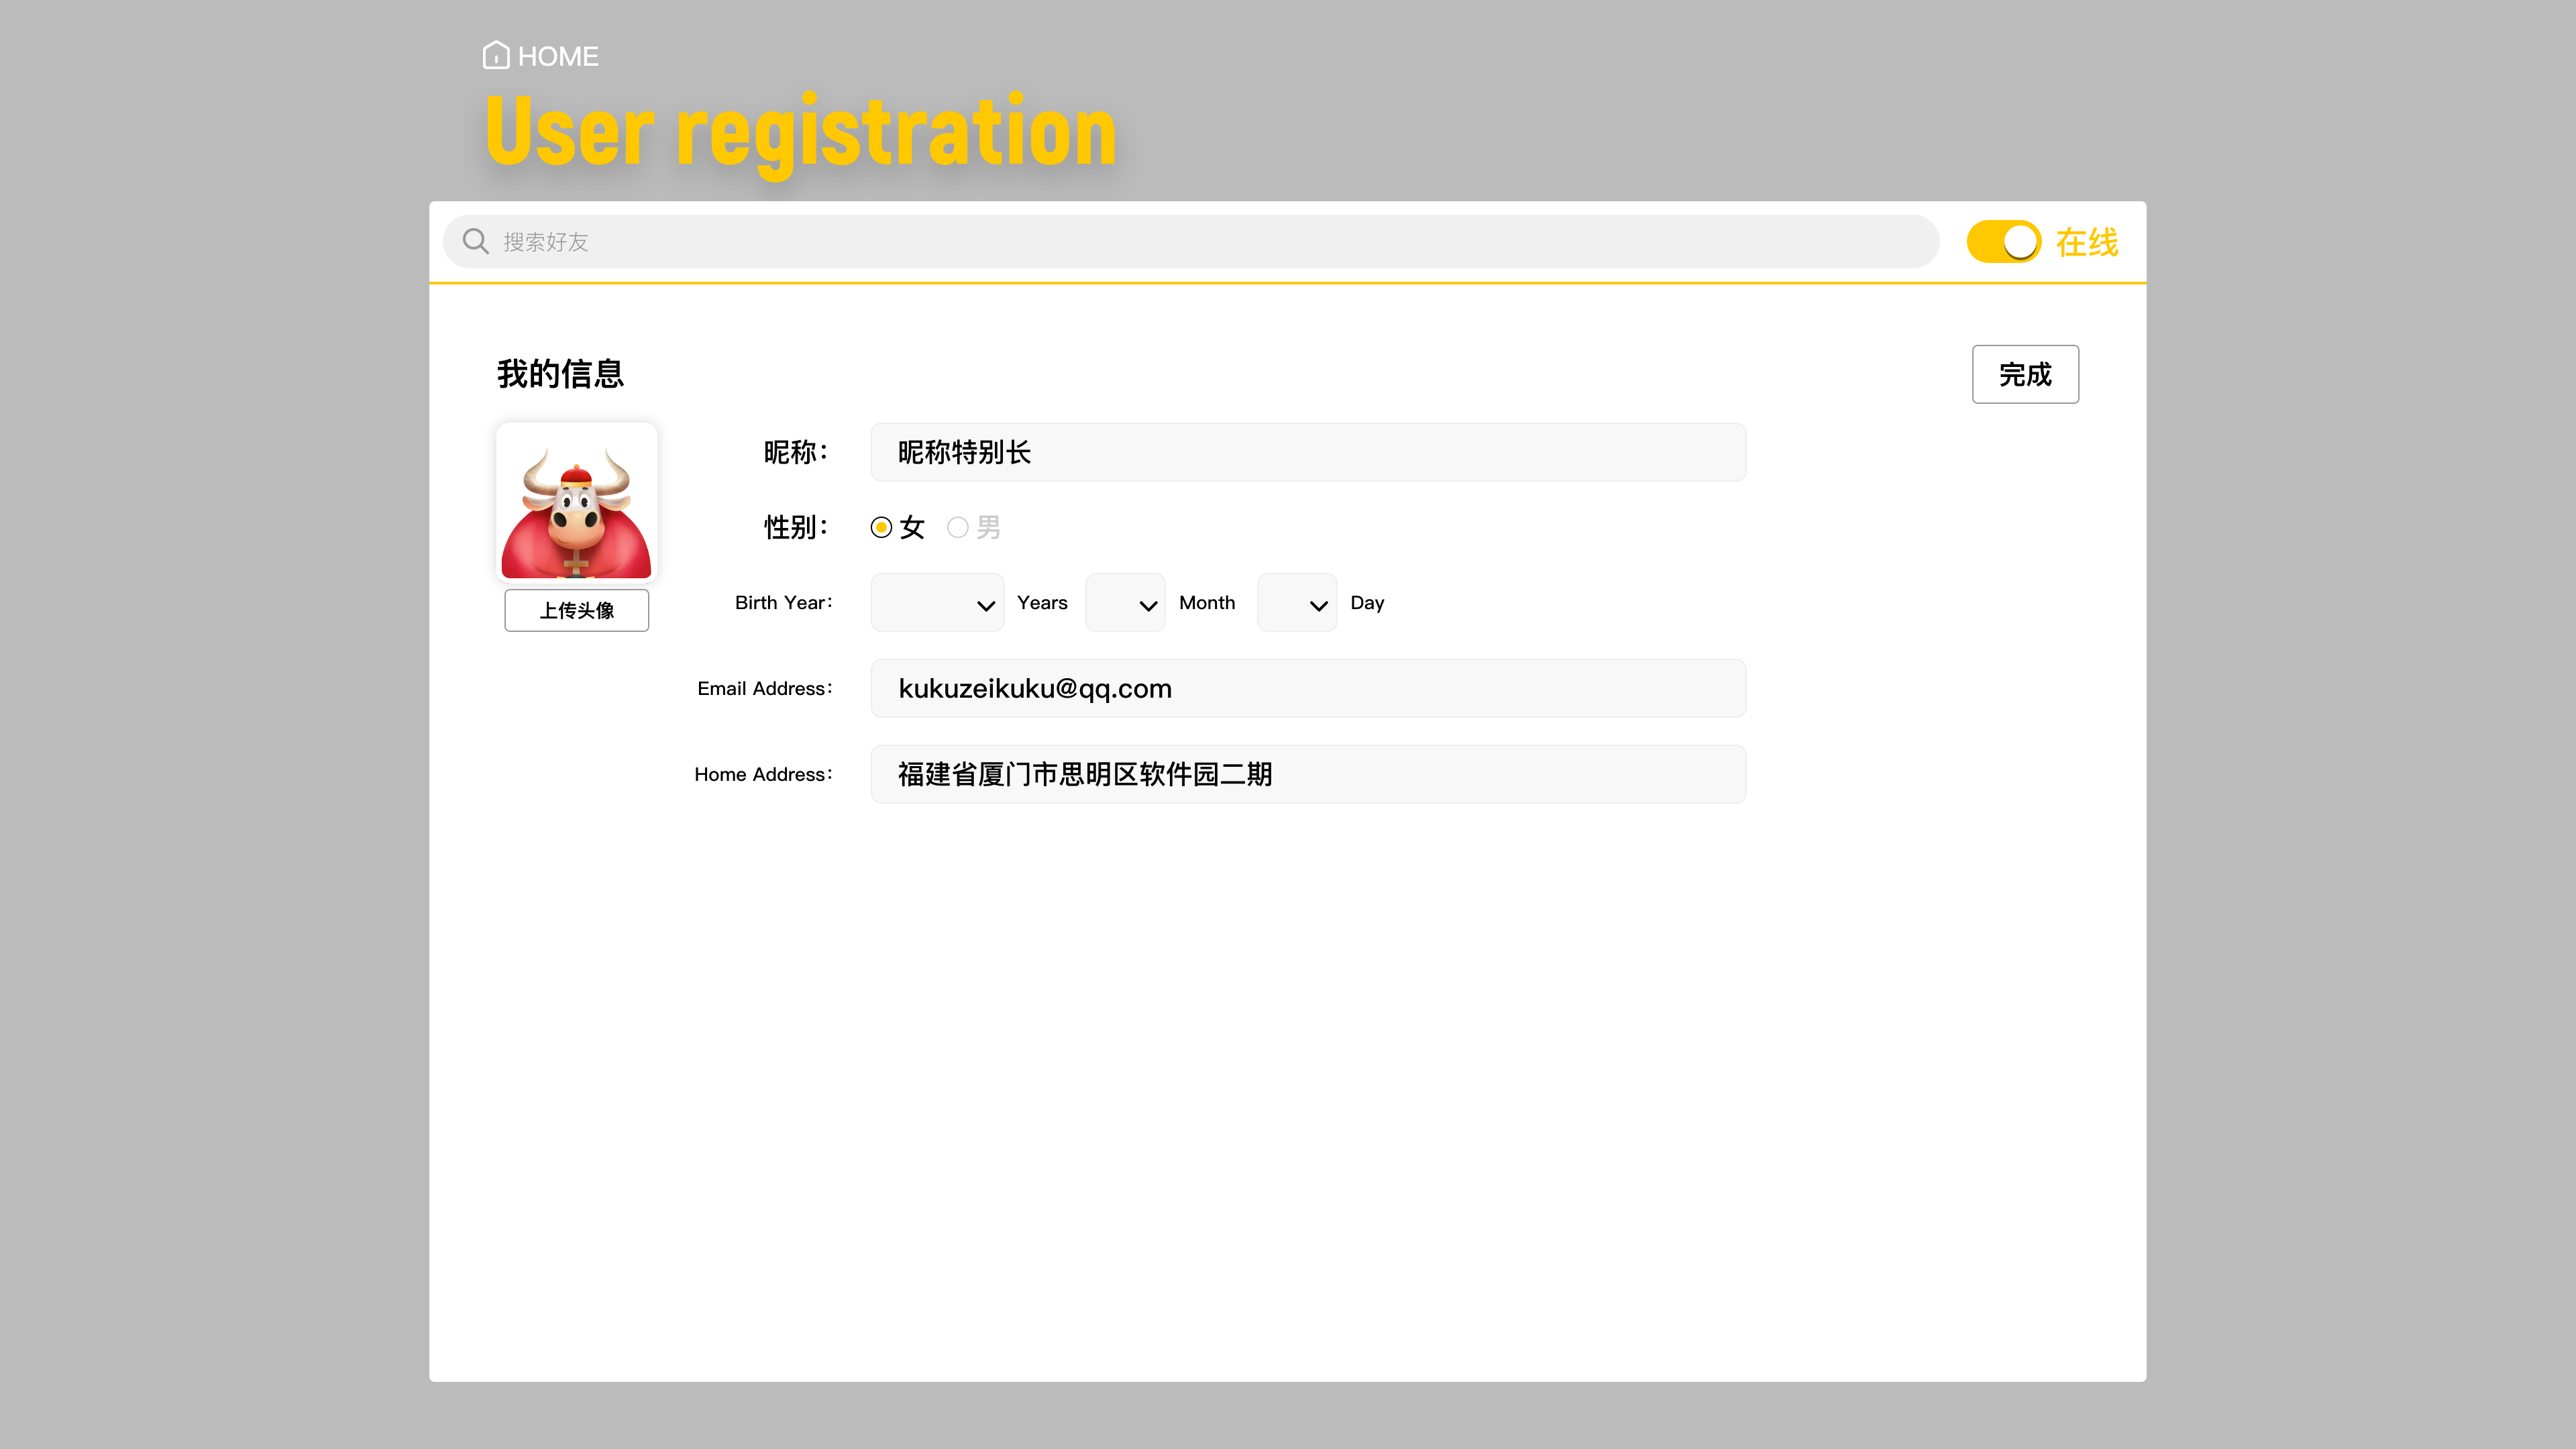 HOME
User registration
搜索好友
在线
我的信息
完成
昵称： 昵称特别长
性别： 女 男
上传头像
Birth Year： Years Month Day
Email Address： kukuzeikuku@qq.com
Home Address： 福建省厦门市思明区软件园二期